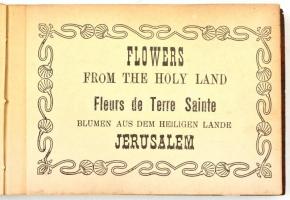 FLOWERS
FROM THE HOLY LAND
Fleurs de Terre Sainte
BLUMEN AUS DEM HEILIGEN LANDE
JERUSALEM